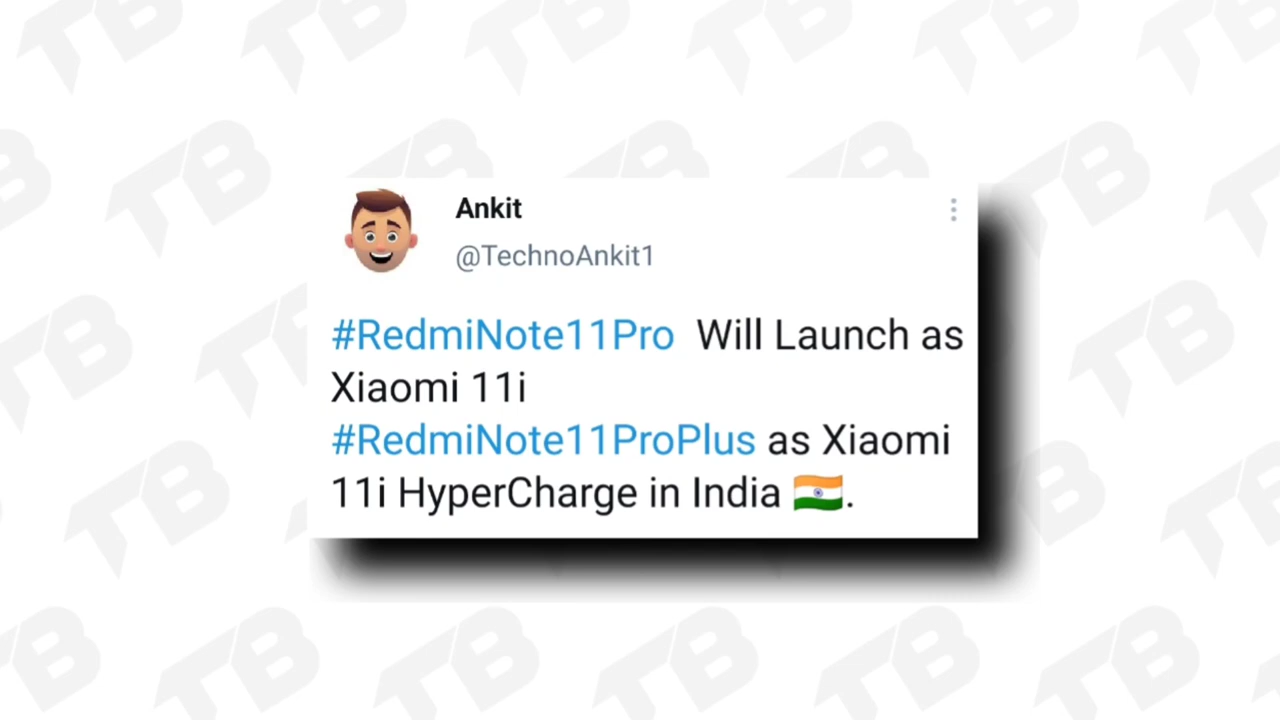 Ankit
@TechnoAnkit1
#RedmiNote11Pro Will Launch as
Xiaomi 11i
#RedmiNote11ProPlus as Xiaomi
11i HyperCharge in India 🇮🇳.